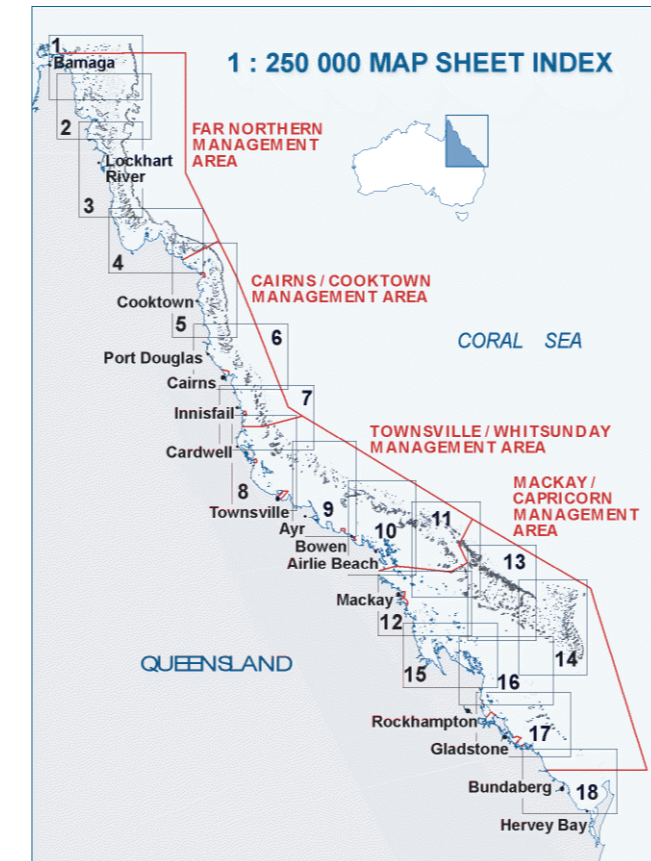 1 : 250 000 MAP SHEET INDEX
1
Bamaga
2
FAR NORTHERN
MANAGEMENT
AREA
Lockhart
River
3
4
CAIRNS / COOKTOWN
MANAGEMENT AREA
Cooktown
5
6
CORAL SEA
Port Douglas
Cairns
7
Innisfail
TOWNSVILLE / WHITSUNDAY
MANAGEMENT AREA
Cardwell
MACKAY /
CAPRICORN
MANAGEMENT
AREA
8
Townsville
9
Ayr
10
11
Bowen
Airlie Beach
13
Mackay
12
14
QUEENSLAND
15
16
Rockhampton
17
Gladstone
Bundaberg
18
Hervey Bay